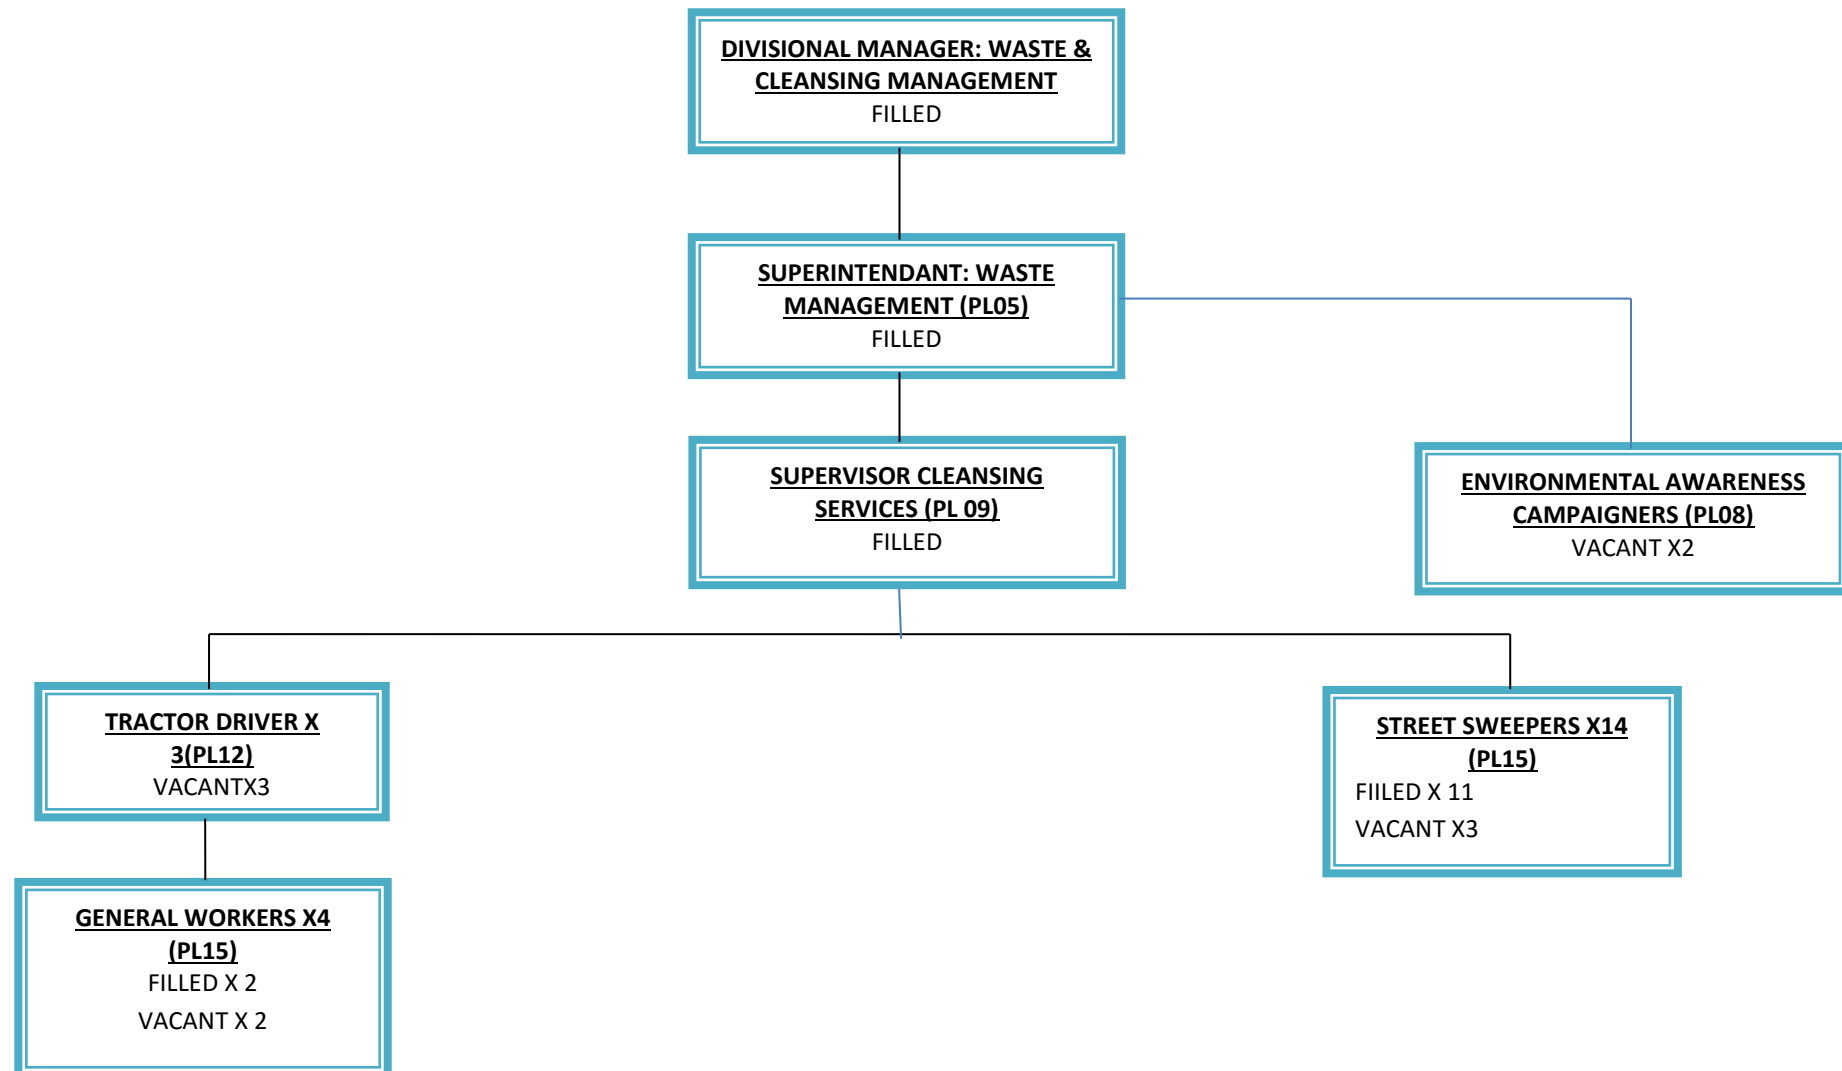 DIVISIONAL MANAGER: WASTE &
CLEANSING MANAGEMENT
FILLED
SUPERINTENDANT: WASTE
MANAGEMENT (PL05)
FILLED
SUPERVISOR CLEANSING
SERVICES (PL 09)
FILLED
ENVIRONMENTAL AWARENESS
CAMPAIGNERS (PL08)
VACANT X2
TRACTOR DRIVER X
3(PL12)
VACANTX3
STREET SWEEPERS X14
(PL15)
FIILED X 11
VACANT X3
GENERAL WORKERS X4
(PL15)
FILLED X 2
VACANT X 2